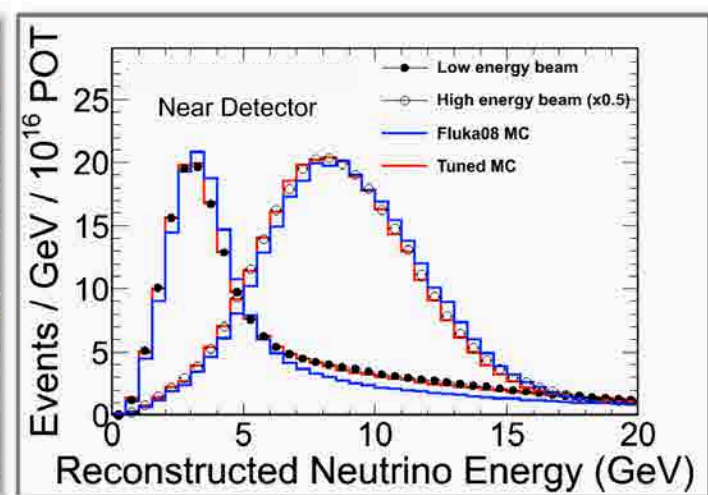 Near Detector
Low energy beam
High energy beam (x0.5)
Fluka08 MC
Tuned MC
Events / GeV / 10¹⁶ POT
25
20
15
10
5
0
0 5 10 15 20
Reconstructed Neutrino Energy (GeV)